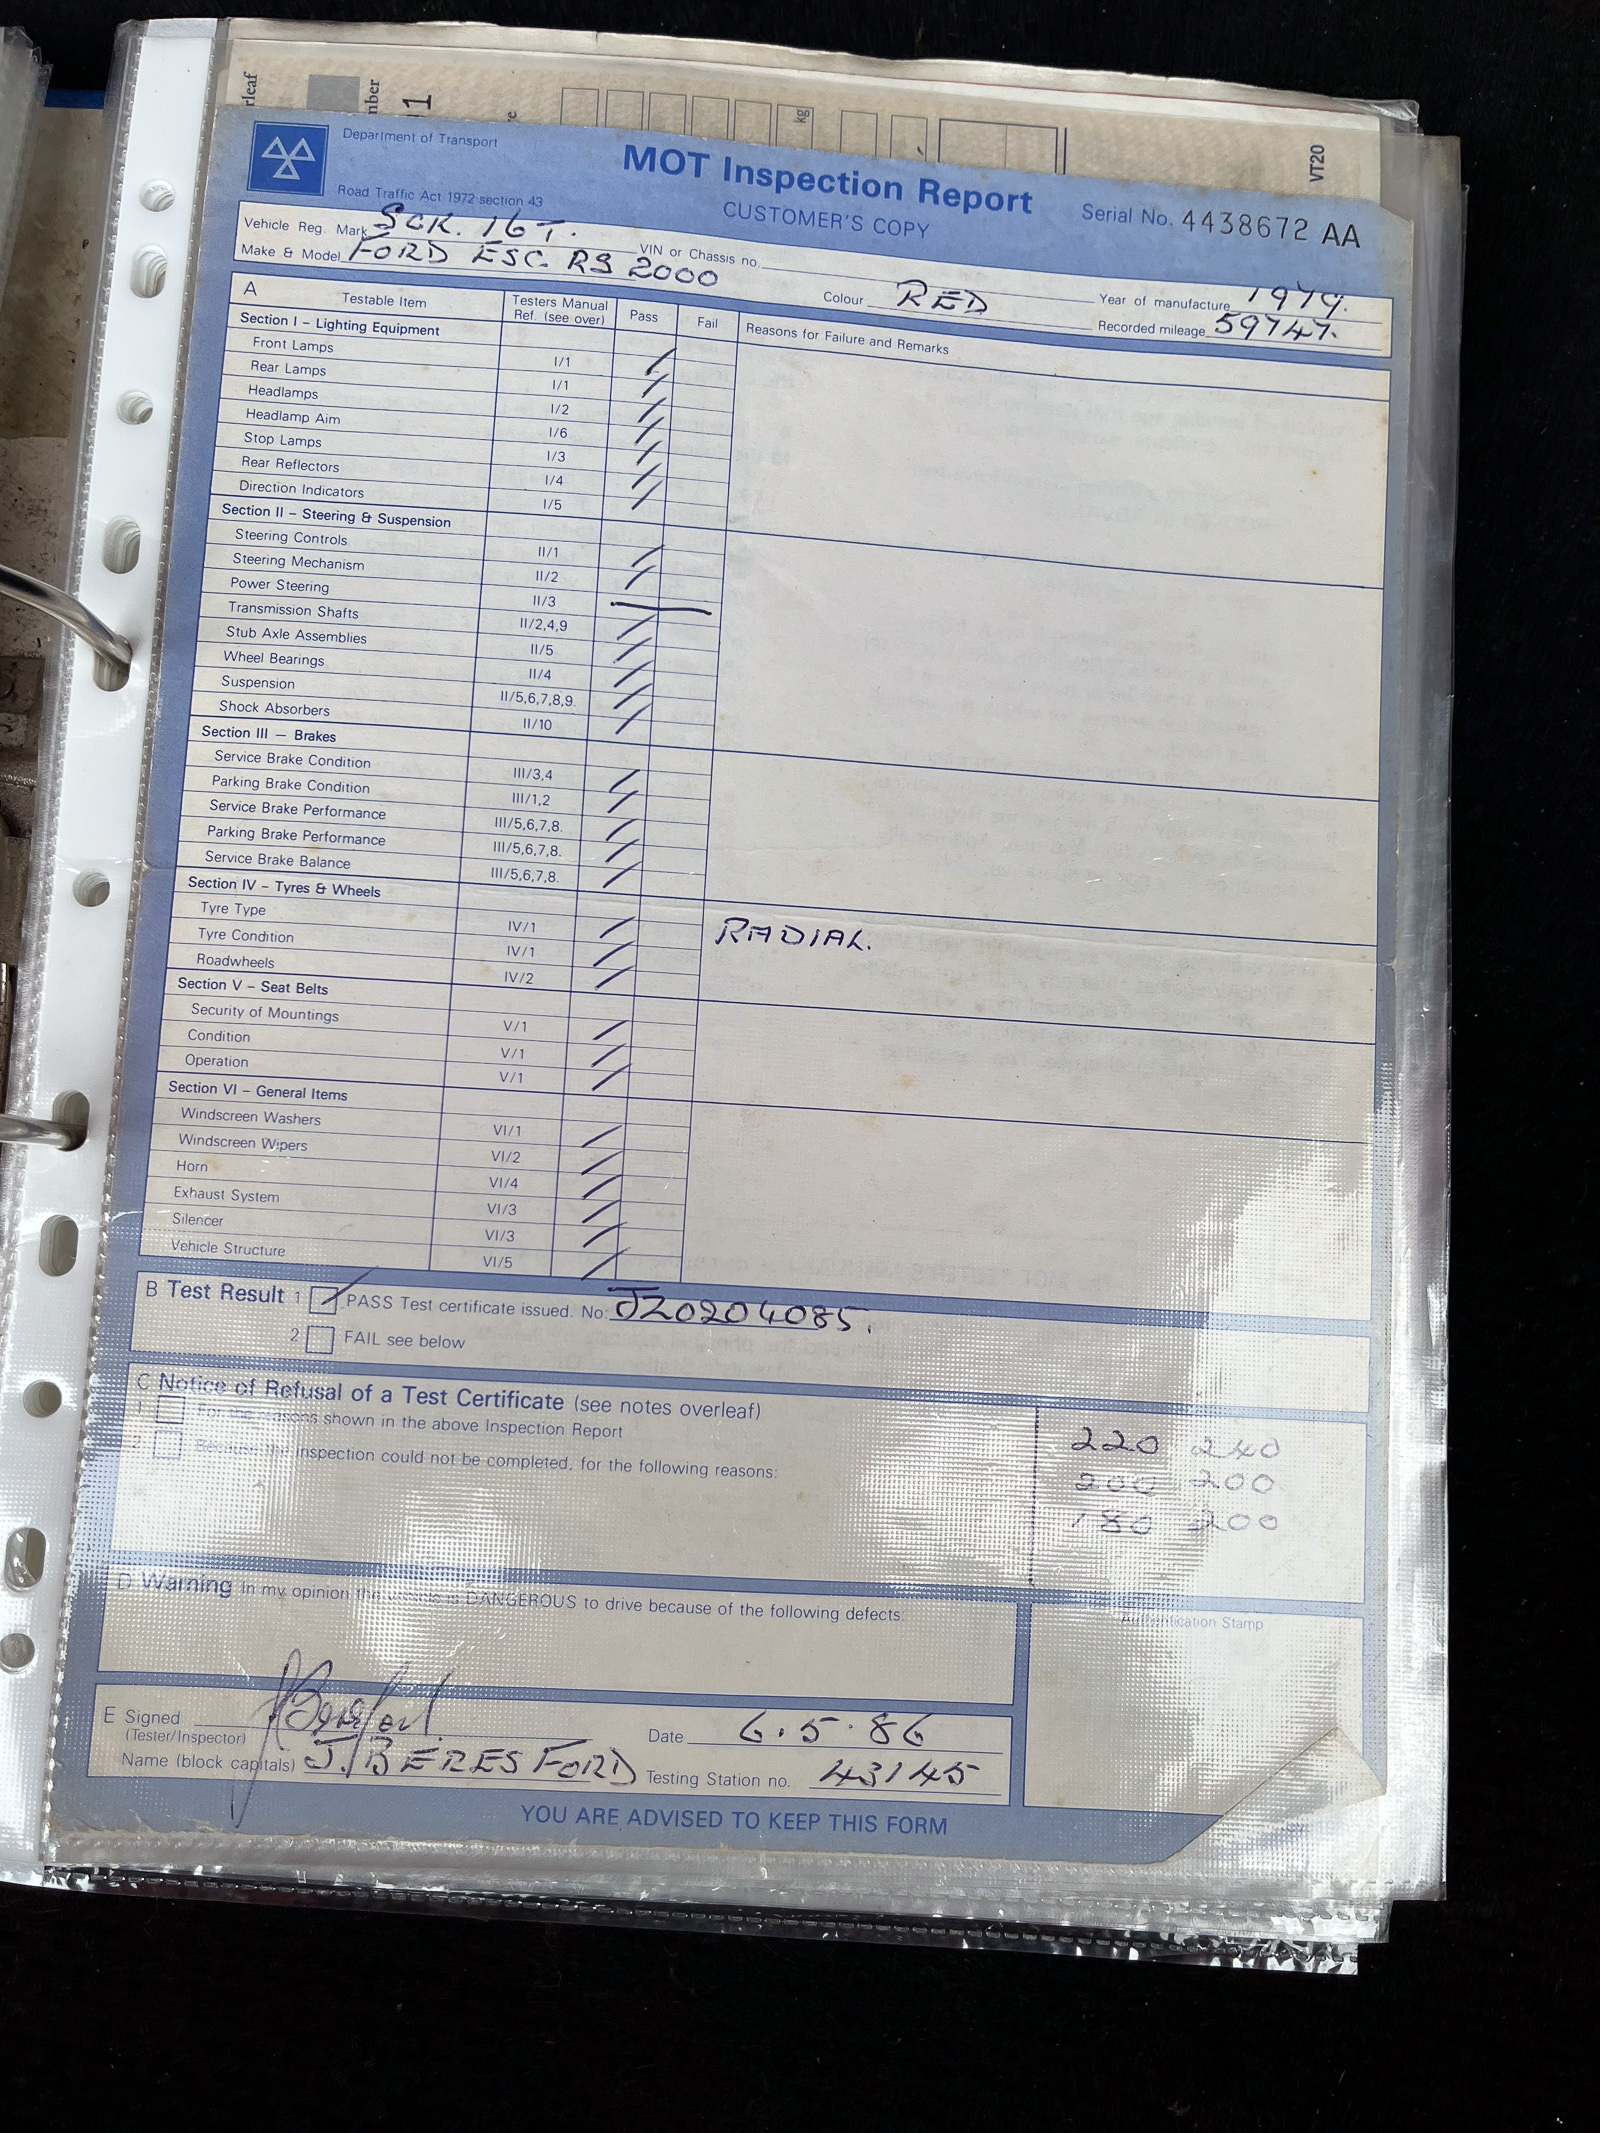 rleaf
mber
VT20
kg
Department of Transport
Road Traffic Act 1972 section 43
MOT Inspection Report
CUSTOMER'S COPY
Serial No. 4438672 AA
Vehicle Reg. Mark SCK. 16 T.
VIN or Chassis no.
Make & Model FORD ESC RS 2000
Colour RED
Year of manufacture 1979.
Recorded mileage 59747.
A Testable Item Testers Manual Ref. (see over) Pass Fail Reasons for Failure and Remarks
Section I – Lighting Equipment
Front Lamps I/1
Rear Lamps I/1
Headlamps I/2
Headlamp Aim I/6
Stop Lamps I/3
Rear Reflectors I/4
Direction Indicators I/5
Section II – Steering & Suspension
Steering Controls II/1
Steering Mechanism II/2
Power Steering II/3
Transmission Shafts II/2,4,9
Stub Axle Assemblies II/5
Wheel Bearings II/4
Suspension II/5,6,7,8,9.
Shock Absorbers II/10
Section III – Brakes
Service Brake Condition III/3,4
Parking Brake Condition III/1,2
Service Brake Performance III/5,6,7,8.
Parking Brake Performance III/5,6,7,8.
Service Brake Balance III/5,6,7,8.
Section IV – Tyres & Wheels
Tyre Type IV/1 RADIAL.
Tyre Condition IV/1
Roadwheels IV/2
Section V – Seat Belts
Security of Mountings V/1
Condition V/1
Operation V/1
Section VI – General Items
Windscreen Washers VI/1
Windscreen Wipers VI/2
Horn VI/4
Exhaust System VI/3
Silencer VI/3
Vehicle Structure VI/5
B Test Result 1 PASS Test certificate issued. No: JZ0204085.
2 FAIL see below
C Notice of Refusal of a Test Certificate (see notes overleaf)
1 For the reasons shown in the above Inspection Report
2 Because the inspection could not be completed, for the following reasons:
220 240
200 200
180 200
D Warning In my opinion the vehicle is DANGEROUS to drive because of the following defects:
Authentication Stamp
E Signed
(Tester/Inspector)
Date 6.5.86
Name (block capitals) J. BERESFORD
Testing Station no. 43145
YOU ARE ADVISED TO KEEP THIS FORM